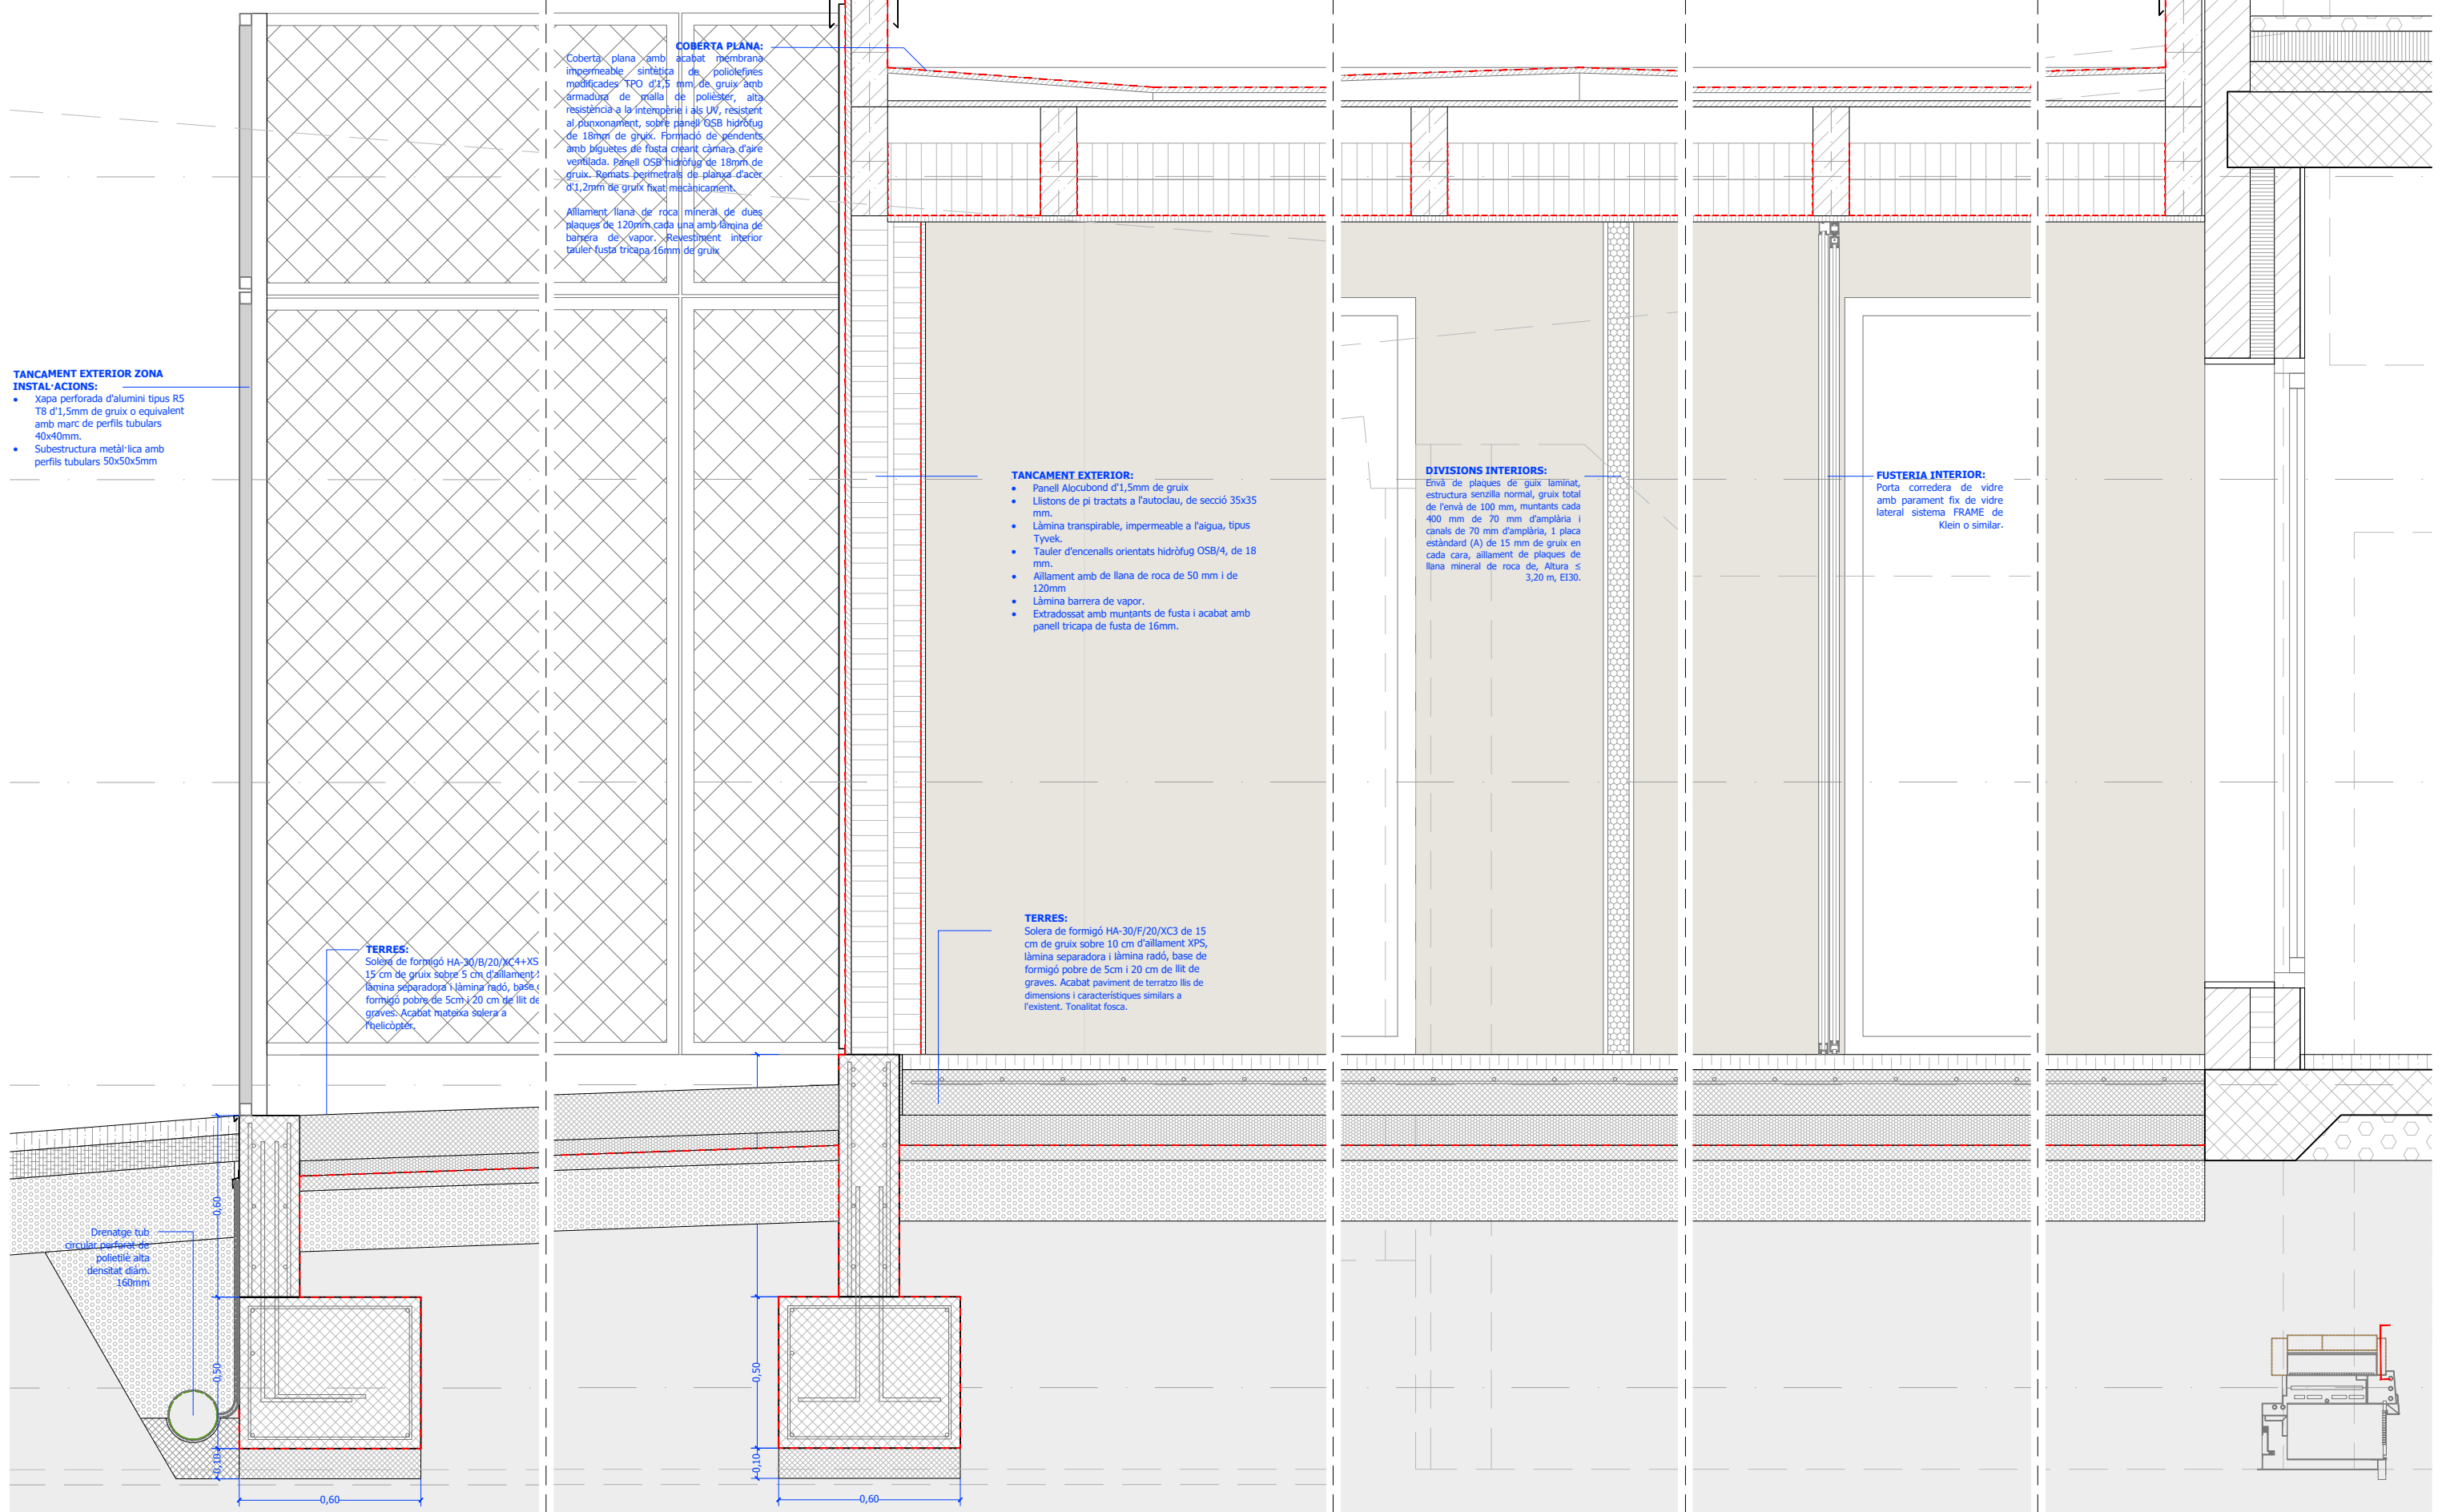 COBERTA PLANA:
Coberta plana amb acabat membrana
impermeable sintètica de poliolefines
modificades TPO d'1,5 mm de gruix amb
armadura de malla de polièster, alta
resistència a la intempèrie i als UV, resistent
al punxonament, sobre panell OSB hidròfug
de 18mm de gruix. Formació de pendents
amb biguetes de fusta creant càmara d'aire
ventilada. Panell OSB hidròfug de 18mm de
gruix. Remats perimetrals de planxa d'acer
d'1,2mm de gruix fixat mecànicament.
Aïllament llana de roca mineral de dues
plaques de 120mm cada una amb làmina de
barrera de vapor. Revestiment interior
tauler fusta tricapa 16mm de gruix
TANCAMENT EXTERIOR ZONA
INSTAL·ACIONS:
• Xapa perforada d'alumini tipus R5
T8 d'1,5mm de gruix o equivalent
amb marc de perfils tubulars
40x40mm.
• Subestructura metàl·lica amb
perfils tubulars 50x50x5mm
TANCAMENT EXTERIOR:
• Panell Alocubond d'1,5mm de gruix
• Llistons de pi tractats a l'autoclau, de secció 35x35
mm.
• Làmina transpirable, impermeable a l'aigua, tipus
Tyvek.
• Tauler d'encenalls orientats hidròfug OSB/4, de 18
mm.
• Aïllament amb de llana de roca de 50 mm i de
120mm
• Làmina barrera de vapor.
• Extradossat amb muntants de fusta i acabat amb
panell tricapa de fusta de 16mm.
DIVISIONS INTERIORS:
Envà de plaques de guix laminat,
estructura senzilla normal, gruix total
de l'envà de 100 mm, muntants cada
400 mm de 70 mm d'amplària i
canals de 70 mm d'amplària, 1 placa
estàndard (A) de 15 mm de gruix en
cada cara, aïllament de plaques de
llana mineral de roca de, Altura ≤
3,20 m, EI30.
FUSTERIA INTERIOR:
Porta corredera de vidre
amb parament fix de vidre
lateral sistema FRAME de
Klein o similar.
TERRES:
Solera de formigó HA-30/B/20/XC4+XS
15 cm de gruix sobre 5 cm d'aïllament
làmina separadora i làmina radó, base
formigó pobre de 5cm i 20 cm de llit de
graves. Acabat mateixa solera a
l'helicòpter.
TERRES:
Solera de formigó HA-30/F/20/XC3 de 15
cm de gruix sobre 10 cm d'aïllament XPS,
làmina separadora i làmina radó, base de
formigó pobre de 5cm i 20 cm de llit de
graves. Acabat paviment de terratzo llis de
dimensions i característiques similars a
l'existent. Tonalitat fosca.
Drenatge tub
circular perforat de
polietilè alta
densitat diàm.
160mm
0,60
0,50
0,10
0,60
0,50
0,10
0,60